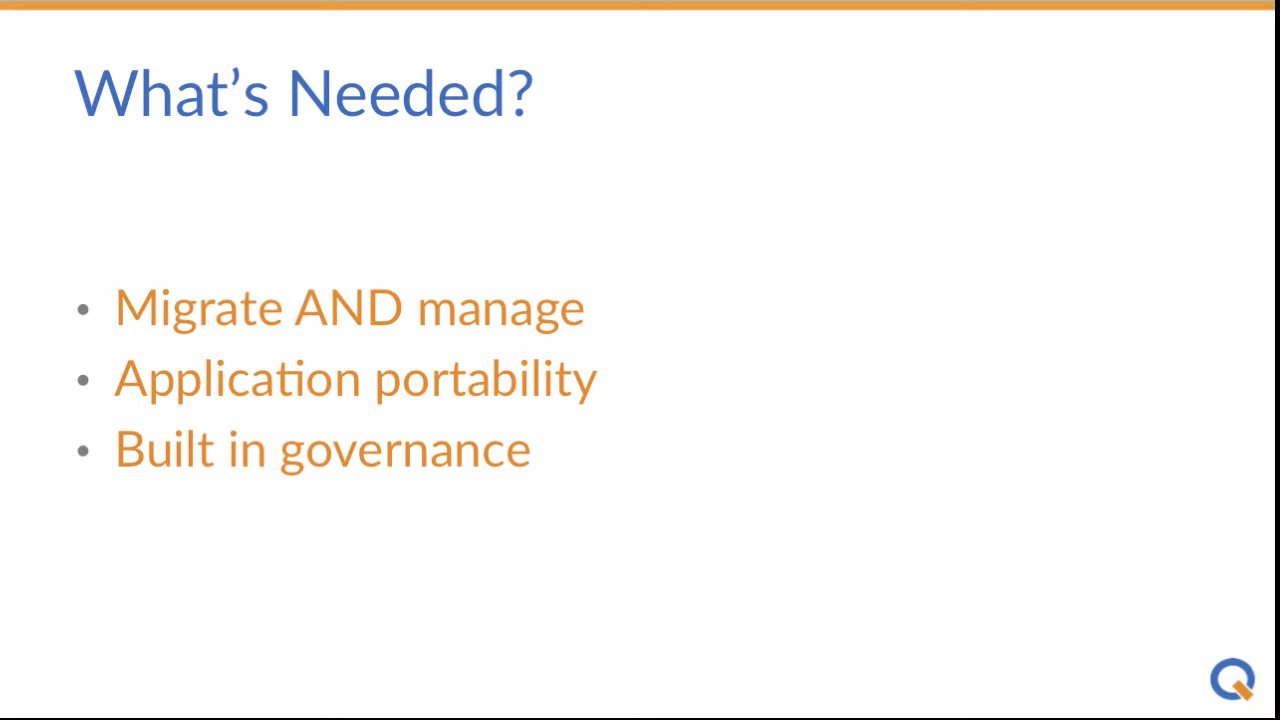 What’s Needed?
• Migrate AND manage
• Application portability
• Built in governance